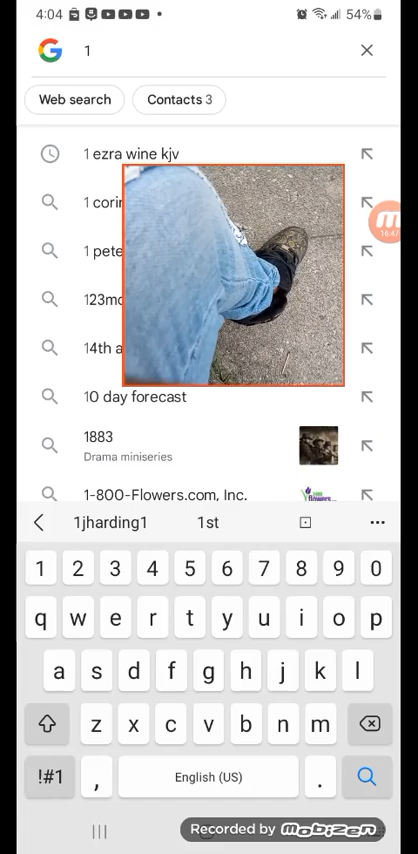 4:04
54%
1
Web search
Contacts 3
1 ezra wine kjv
1
1 pete
14th a
10 day forecast
1883
Drama miniseries
1-800-Flowers.com, Inc.
16:47
1jharding1
1st
1 2 3 4 5 6 7 8 9 0
q w e r t y u i o p
a s d f g h j k l
z x c v b n m
!#1 , English (US) .
Recorded by mobizen